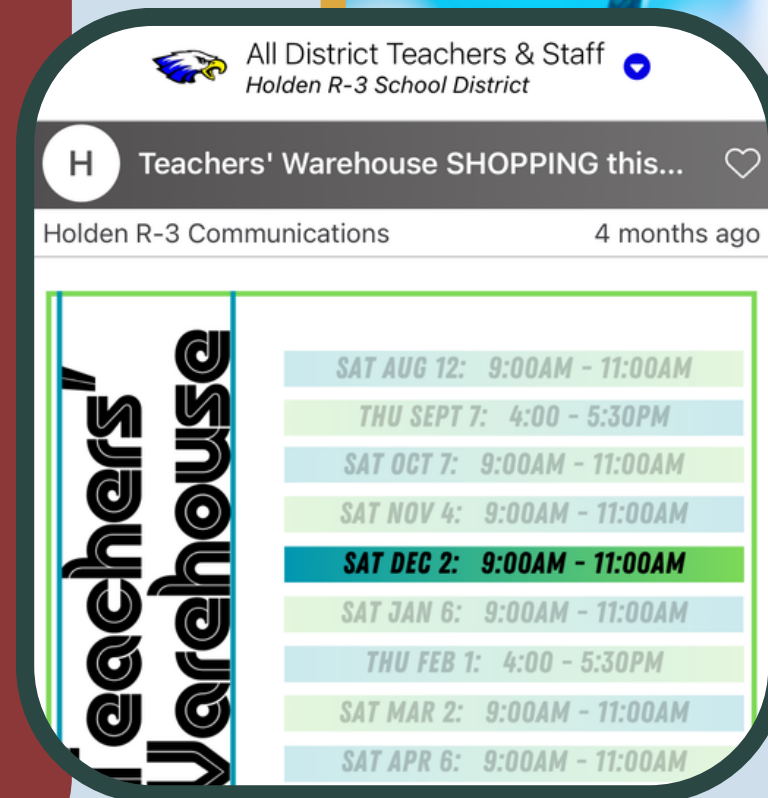 All District Teachers & Staff
Holden R-3 School District
H
Teachers' Warehouse SHOPPING this...
Holden R-3 Communications
4 months ago
Teachers'
Warehouse
SAT AUG 12: 9:00AM - 11:00AM
THU SEPT 7: 4:00 - 5:30PM
SAT OCT 7: 9:00AM - 11:00AM
SAT NOV 4: 9:00AM - 11:00AM
SAT DEC 2: 9:00AM - 11:00AM
SAT JAN 6: 9:00AM - 11:00AM
THU FEB 1: 4:00 - 5:30PM
SAT MAR 2: 9:00AM - 11:00AM
SAT APR 6: 9:00AM - 11:00AM